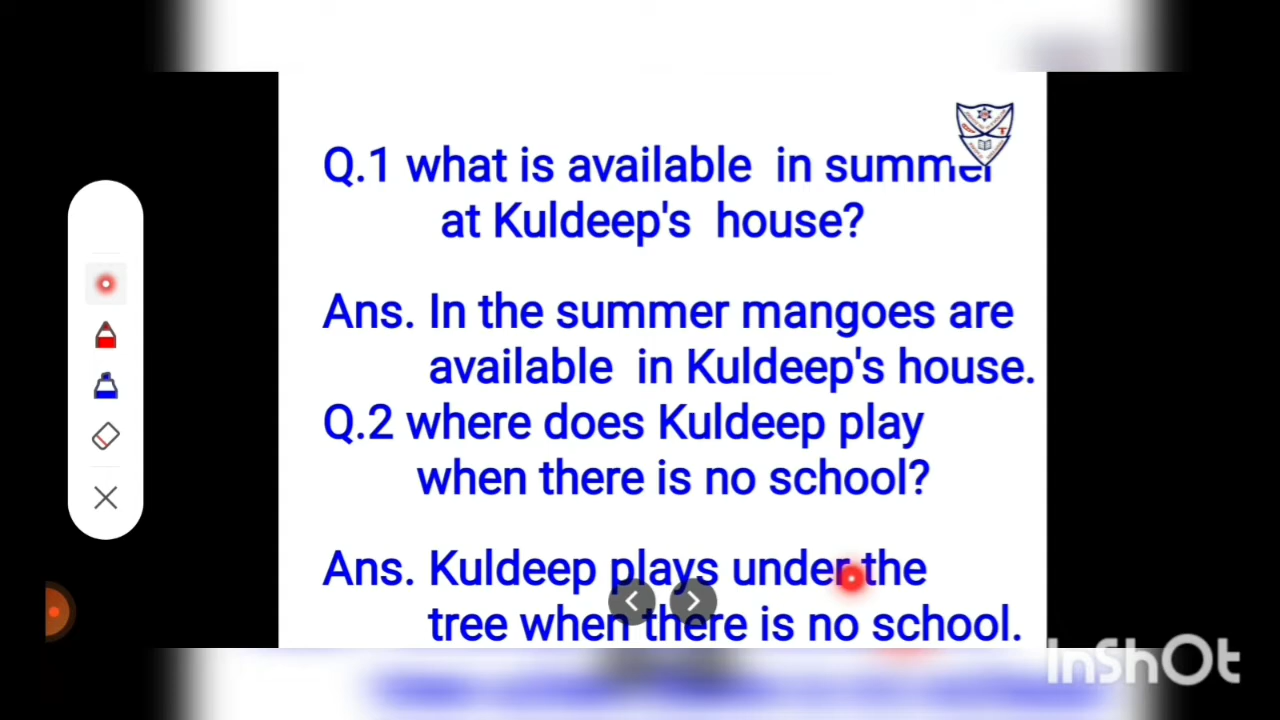 Q.1 what is available in summer
at Kuldeep's house?
Ans. In the summer mangoes are
available in Kuldeep's house.
Q.2 where does Kuldeep play
when there is no school?
Ans. Kuldeep plays under the
tree when there is no school.
InShOt